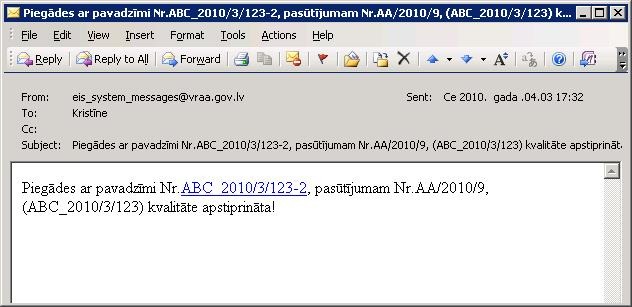 Piegādes ar pavadzīmi Nr.ABC_2010/3/123-2, pasūtījumam Nr.AA/2010/9, (ABC_2010/3/123) k...
File Edit View Insert Format Tools Actions Help
Reply Reply to All Forward
From: eis_system_messages@vraa.gov.lv Sent: Ce 2010. gada .04.03 17:32
To: Kristīne
Cc:
Subject: Piegādes ar pavadzīmi Nr.ABC_2010/3/123-2, pasūtījumam Nr.AA/2010/9, (ABC_2010/3/123) kvalitāte apstiprināta
Piegādes ar pavadzīmi Nr.ABC_2010/3/123-2, pasūtījumam Nr.AA/2010/9,
(ABC_2010/3/123) kvalitāte apstiprināta!